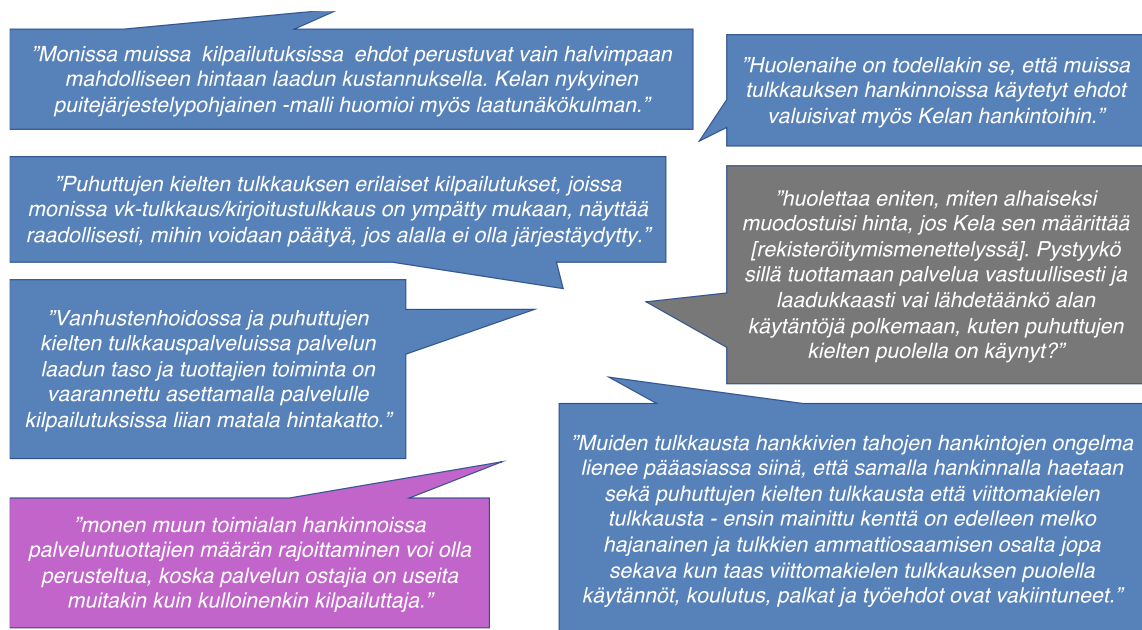 ”Monissa muissa kilpailutuksissa ehdot perustuvat vain halvimpaan
mahdolliseen hintaan laadun kustannuksella. Kelan nykyinen
puitejärjestelypohjainen -malli huomioi myös laatunäkökulman.”
”Huolenaihe on todellakin se, että muissa
tulkkauksen hankinnoissa käytetyt ehdot
valuisivat myös Kelan hankintoihin.”
”Puhuttujen kielten tulkkauksen erilaiset kilpailutukset, joissa
monissa vk-tulkkaus/kirjoitustulkkaus on ympätty mukaan, näyttää
raadollisesti, mihin voidaan päätyä, jos alalla ei olla järjestäydytty.”
”huolettaa eniten, miten alhaiseksi
muodostuisi hinta, jos Kela sen määrittää
[rekisteröitymismenettelyssä]. Pystyykö
sillä tuottamaan palvelua vastuullisesti ja
laadukkaasti vai lähdetäänkö alan
käytäntöjä polkemaan, kuten puhuttujen
kielten puolella on käynyt?”
”Vanhustenhoidossa ja puhuttujen
kielten tulkkauspalveluissa palvelun
laadun taso ja tuottajien toiminta on
vaarannettu asettamalla palvelulle
kilpailutuksissa liian matala hintakatto.”
”Muiden tulkkausta hankkivien tahojen hankintojen ongelma
lienee pääasiassa siinä, että samalla hankinnalla haetaan
sekä puhuttujen kielten tulkkausta että viittomakielen
tulkkausta - ensin mainittu kenttä on edelleen melko
hajanainen ja tulkkien ammattiosaamisen osalta jopa
sekava kun taas viittomakielen tulkkauksen puolella
käytännöt, koulutus, palkat ja työehdot ovat vakiintuneet.”
”monen muun toimialan hankinnoissa
palveluntuottajien määrän rajoittaminen voi olla
perusteltua, koska palvelun ostajia on useita
muitakin kuin kulloinenkin kilpailuttaja.”